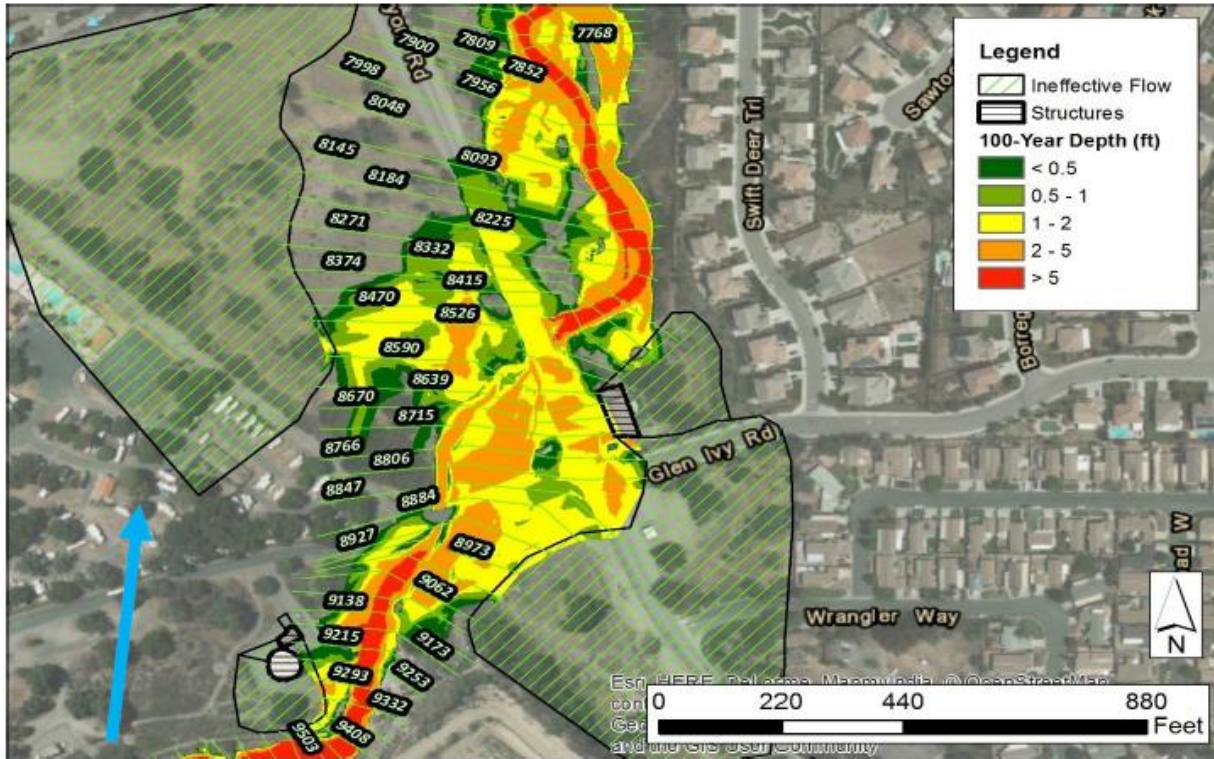 yon Rd
7900
7809
7768
7852
7998
7956
8048
8145
8093
8184
8271
8225
8332
8374
8415
8470
8526
8590
8639
8670
8715
8766
8806
8847
8884
8927
8973
9062
9138
9215
9173
9293
9253
9332
9408
9503
Swift Deer Trl
Sawto
Borreg
Glen Ivy Rd
Wrangler Way
ad W
Legend
Ineffective Flow
Structures
100-Year Depth (ft)
< 0.5
0.5 - 1
1 - 2
2 - 5
> 5
N
Esri, HERE, DeLorme, MapmyIndia, © OpenStreetMap
0 220 440 880
Feet
and the GIS User Community